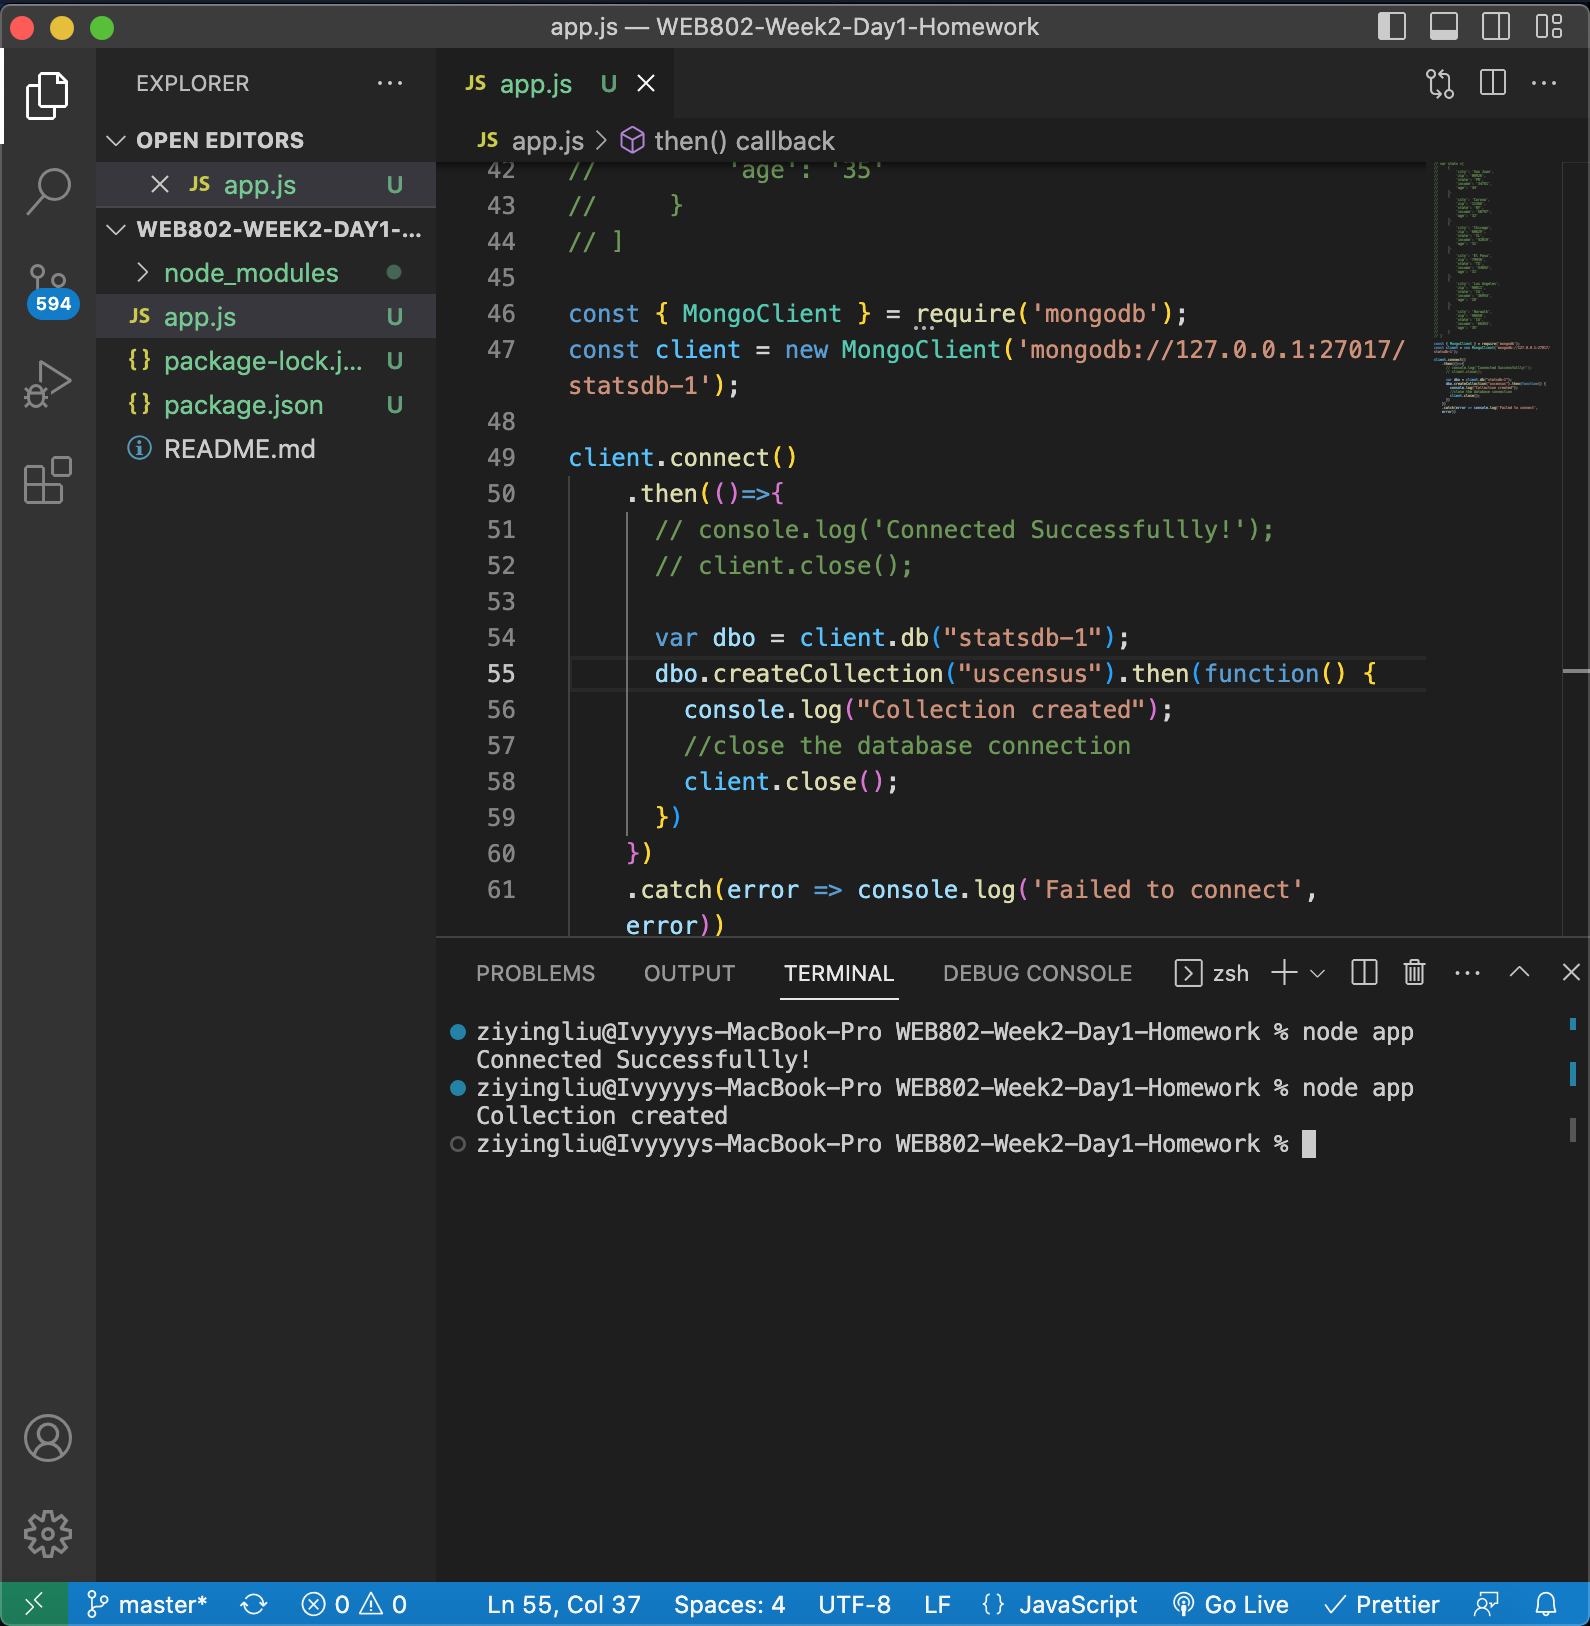 app.js — WEB802-Week2-Day1-Homework
EXPLORER
OPEN EDITORS
JS app.js U
WEB802-WEEK2-DAY1-...
node_modules
JS app.js U
{} package-lock.j... U
{} package.json U
README.md
594
JS app.js U
JS app.js > then() callback
42 //         'age': '35'
43 //     }
44 // ]
45
46 const { MongoClient } = require('mongodb');
47 const client = new MongoClient('mongodb://127.0.0.1:27017/
statsdb-1');
48
49 client.connect()
50     .then(()=>{
51       // console.log('Connected Successfullly!');
52       // client.close();
53
54       var dbo = client.db("statsdb-1");
55       dbo.createCollection("uscensus").then(function() {
56         console.log("Collection created");
57         //close the database connection
58         client.close();
59       })
60     })
61     .catch(error => console.log('Failed to connect',
error))
PROBLEMS OUTPUT TERMINAL DEBUG CONSOLE zsh
ziyingliu@Ivyyyys-MacBook-Pro WEB802-Week2-Day1-Homework % node app
Connected Successfullly!
ziyingliu@Ivyyyys-MacBook-Pro WEB802-Week2-Day1-Homework % node app
Collection created
ziyingliu@Ivyyyys-MacBook-Pro WEB802-Week2-Day1-Homework %
master* 0 0 Ln 55, Col 37 Spaces: 4 UTF-8 LF {} JavaScript Go Live Prettier